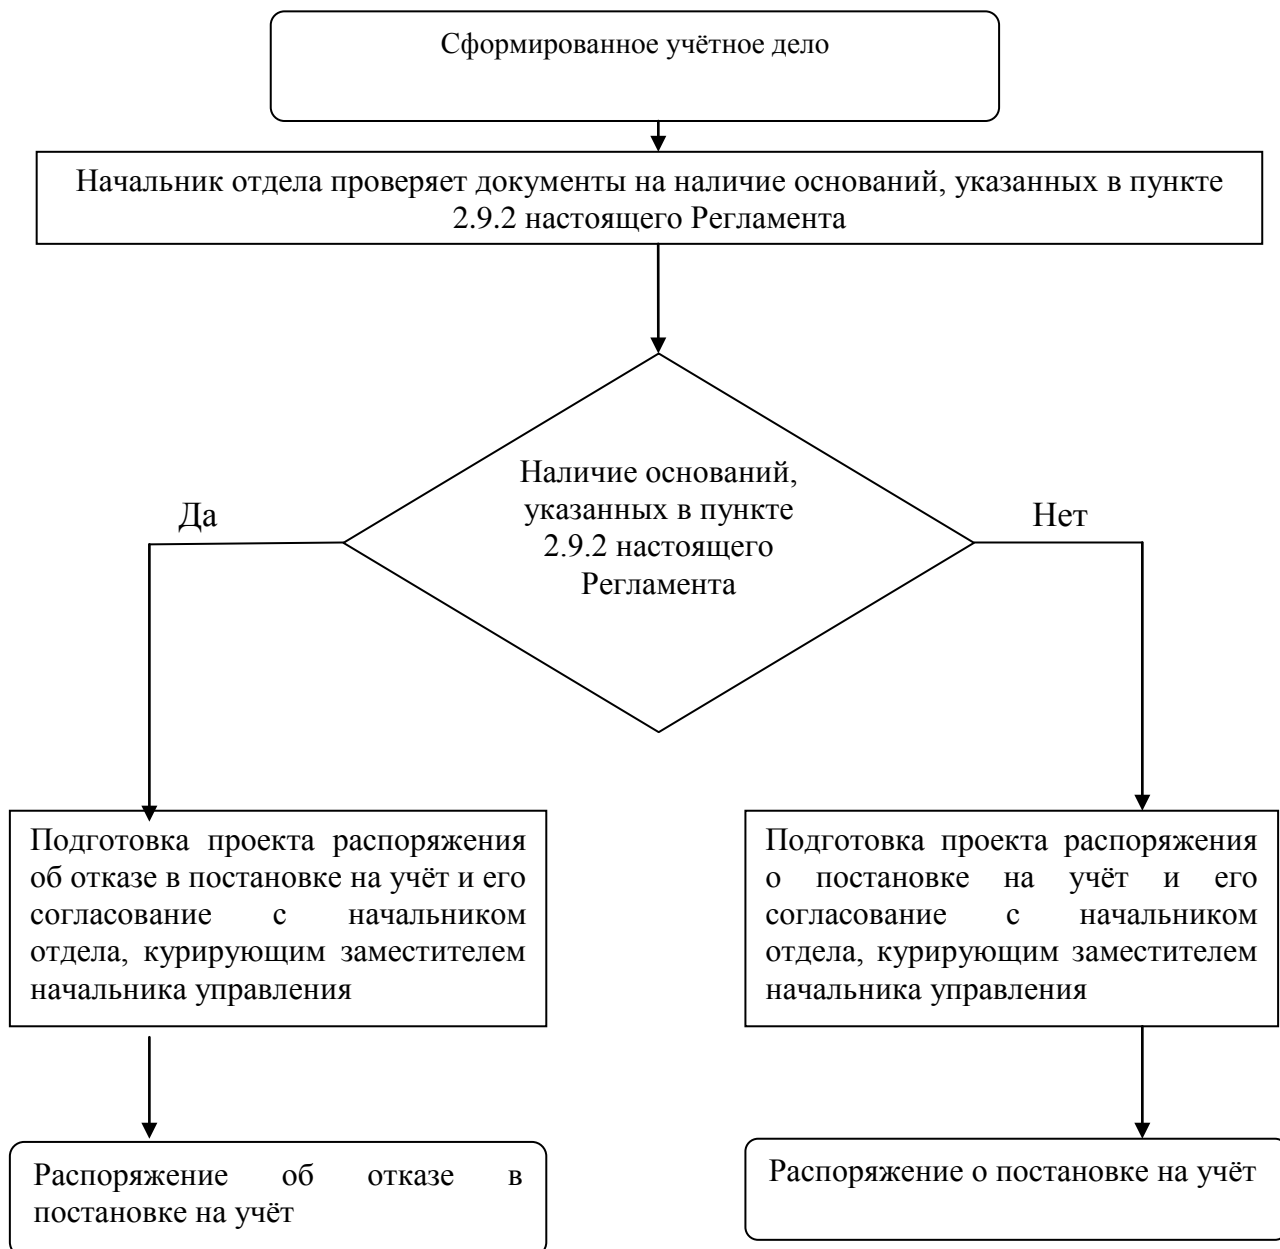 Сформированное учётное дело
Начальник отдела проверяет документы на наличие оснований, указанных в пункте
2.9.2 настоящего Регламента
Наличие оснований,
указанных в пункте
2.9.2 настоящего
Регламента
Да
Нет
Подготовка проекта распоряжения
об отказе в постановке на учёт и его
согласование с начальником
отдела, курирующим заместителем
начальника управления
Подготовка проекта распоряжения
о постановке на учёт и его
согласование с начальником
отдела, курирующим заместителем
начальника управления
Распоряжение об отказе в
постановке на учёт
Распоряжение о постановке на учёт